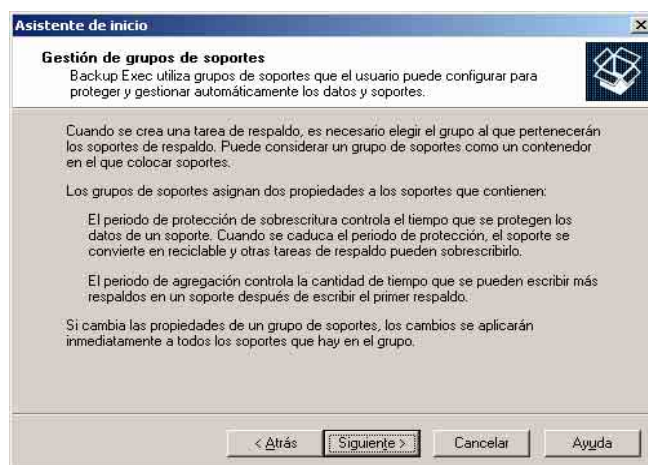 Asistente de inicio
Gestión de grupos de soportes
Backup Exec utiliza grupos de soportes que el usuario puede configurar para
proteger y gestionar automáticamente los datos y soportes.
Cuando se crea una tarea de respaldo, es necesario elegir el grupo al que pertenecerán
los soportes de respaldo. Puede considerar un grupo de soportes como un contenedor
en el que colocar soportes.
Los grupos de soportes asignan dos propiedades a los soportes que contienen:
El periodo de protección de sobrescritura controla el tiempo que se protegen los
datos de un soporte. Cuando se caduca el periodo de protección, el soporte se
convierte en reciclable y otras tareas de respaldo pueden sobrescribirlo.
El periodo de agregación controla la cantidad de tiempo que se pueden escribir más
respaldos en un soporte después de escribir el primer respaldo.
Si cambia las propiedades de un grupo de soportes, los cambios se aplicarán
inmediatamente a todos los soportes que hay en el grupo.
< Atrás Siguiente > Cancelar Ayuda